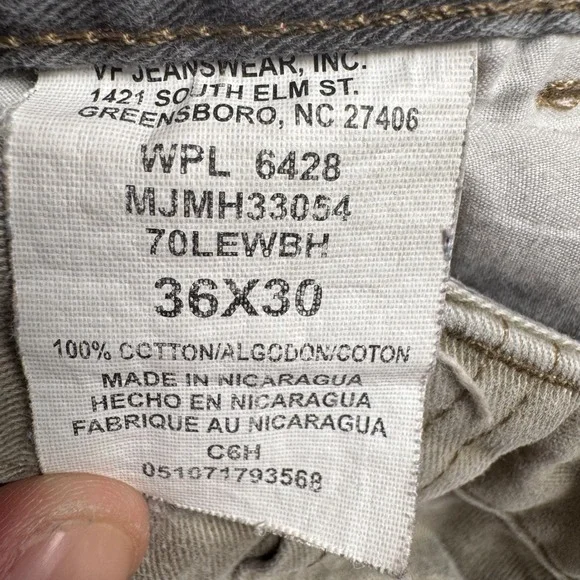 VF JEANSWEAR, INC.
1421 SOUTH ELM ST.
GREENSBORO, NC 27406
WPL 6428
MJMH33054
70LEWBH
36X30
100% COTTON/ALGODON/COTON
MADE IN NICARAGUA
HECHO EN NICARAGUA
FABRIQUE AU NICARAGUA
C6H
051071793568